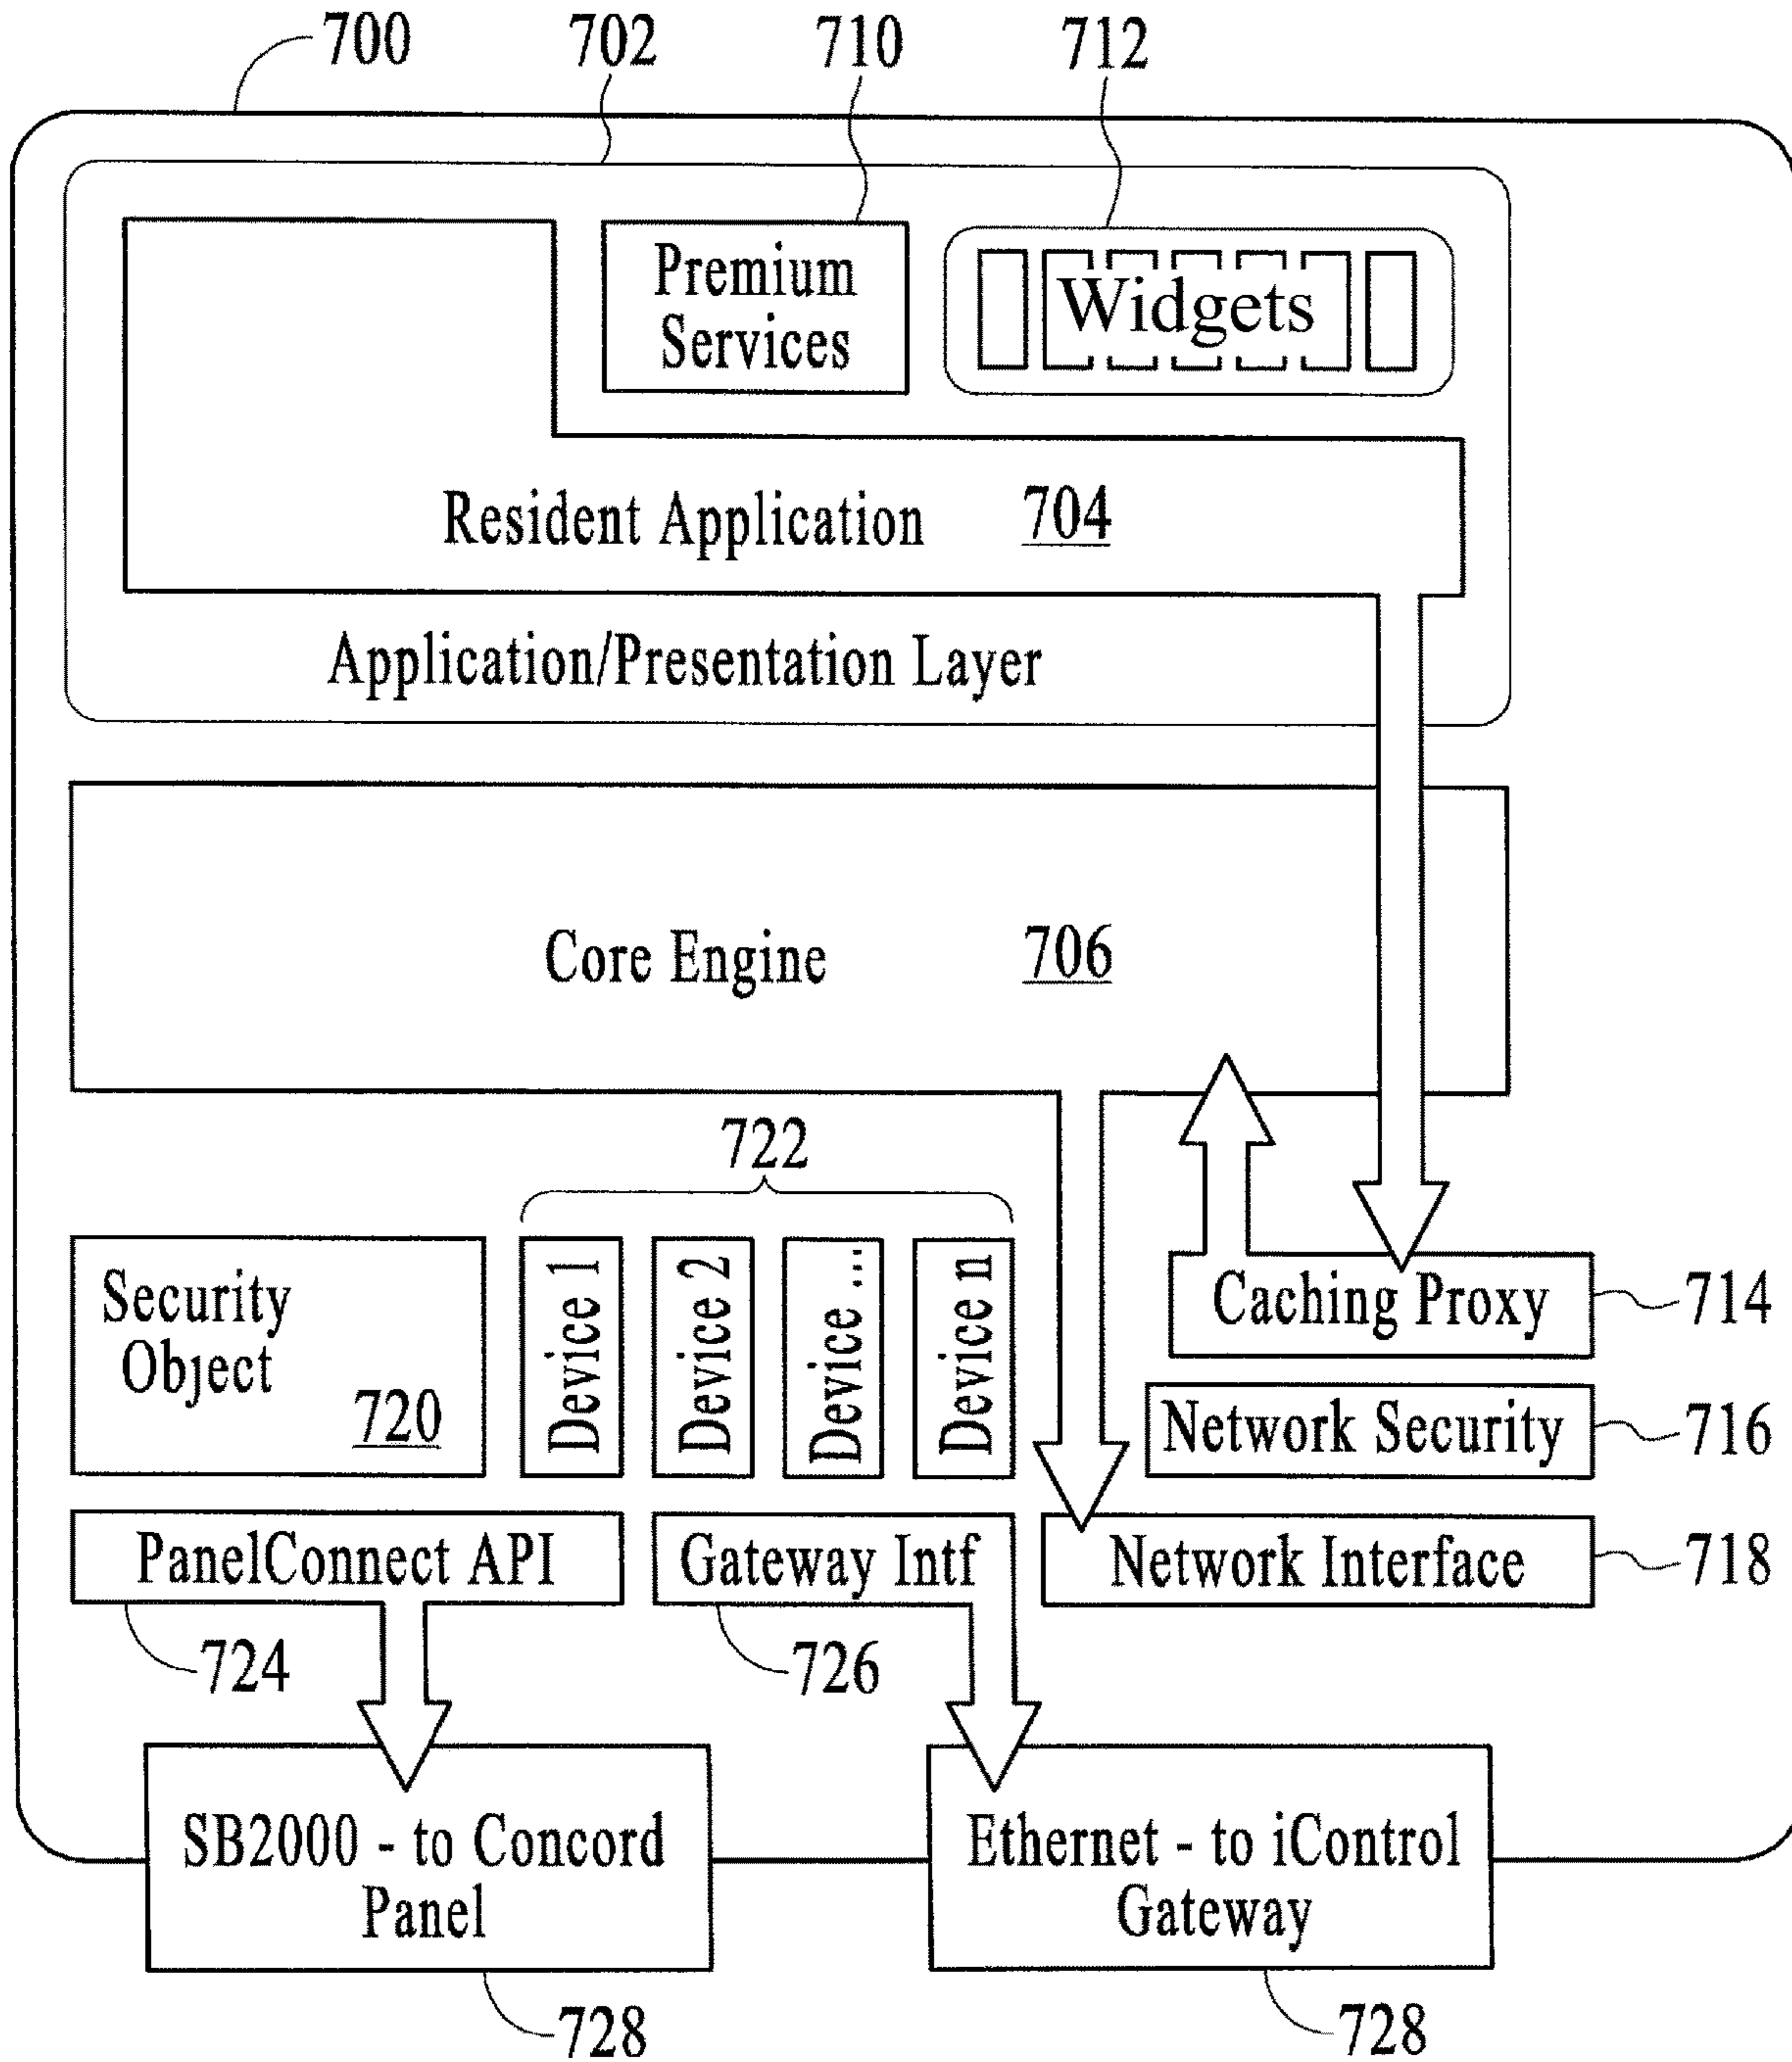 700
702
710
712
Premium
Services
Widgets
Resident Application 704
Application/Presentation Layer
Core Engine 706
722
Security
Object
720
Device 1
Device 2
Device ...
Device n
Caching Proxy
714
Network Security
716
PanelConnect API
Gateway Intf
Network Interface
718
724
726
SB2000 - to Concord
Panel
Ethernet - to iControl
Gateway
728
728